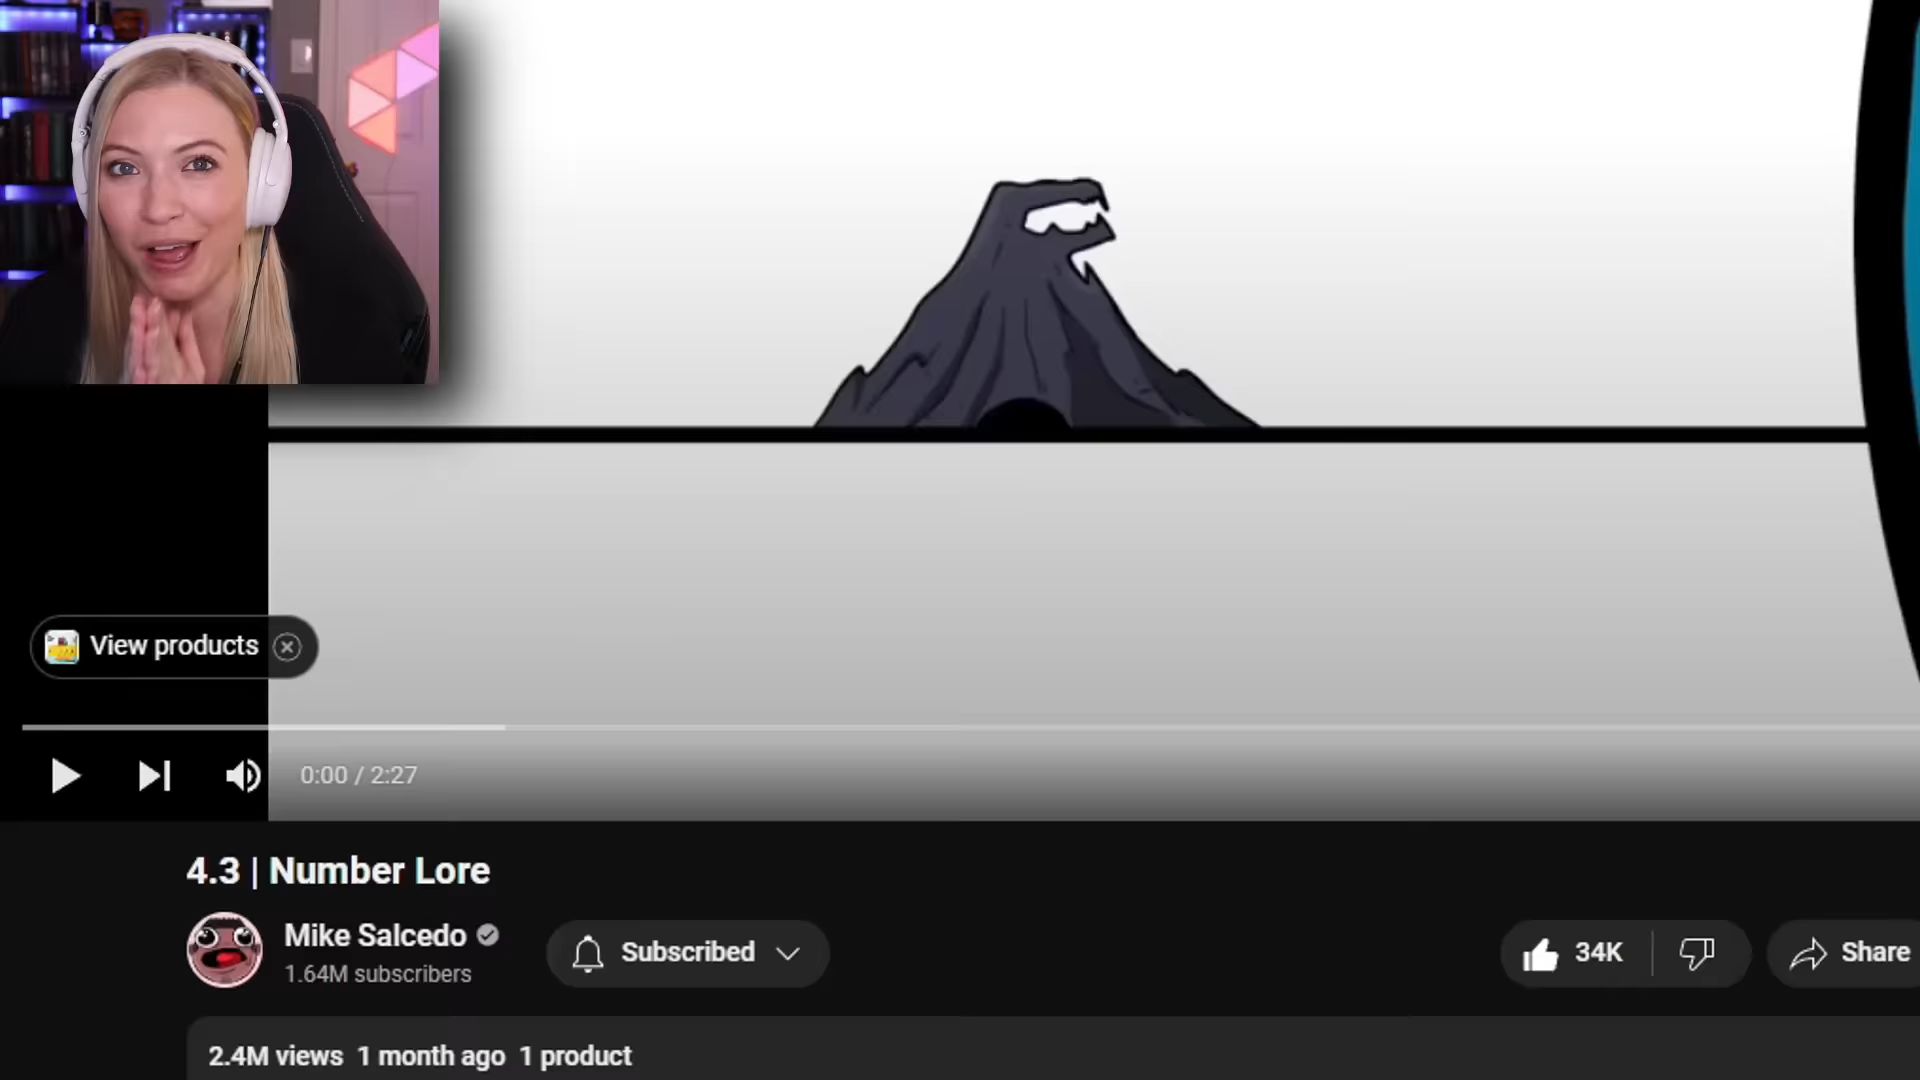 View products
0:00 / 2:27
4.3 | Number Lore
Mike Salcedo
1.64M subscribers
Subscribed
34K
Share
2.4M views 1 month ago 1 product